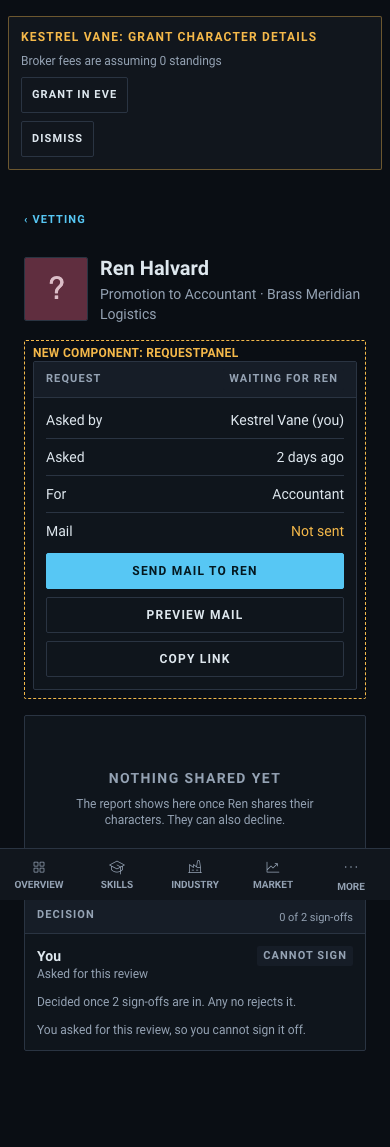 KESTREL VANE: GRANT CHARACTER DETAILS
Broker fees are assuming 0 standings
GRANT IN EVE
DISMISS
‹ VETTING
?
Ren Halvard
Promotion to Accountant · Brass Meridian
Logistics
NEW COMPONENT: REQUESTPANEL
REQUEST WAITING FOR REN
Asked by Kestrel Vane (you)
Asked 2 days ago
For Accountant
Mail Not sent
SEND MAIL TO REN
PREVIEW MAIL
COPY LINK
NOTHING SHARED YET
The report shows here once Ren shares their
characters. They can also decline.
OVERVIEW SKILLS INDUSTRY MARKET MORE
DECISION 0 of 2 sign-offs
You CANNOT SIGN
Asked for this review
Decided once 2 sign-offs are in. Any no rejects it.
You asked for this review, so you cannot sign it off.